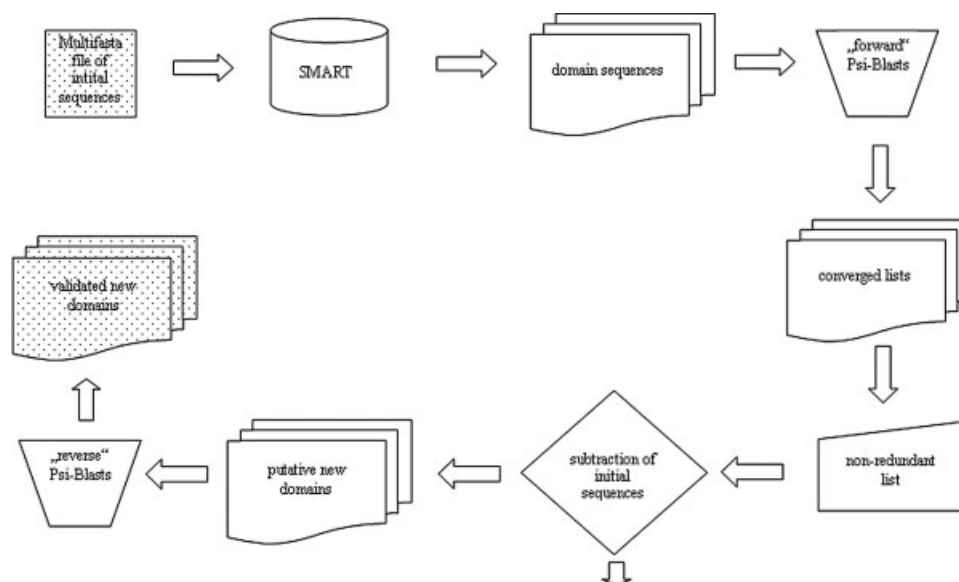 Multifasta
file of
intital
sequences
SMART
domain sequences
„forward“
Psi-Blasts
converged lists
non-redundant
list
subtraction of
initial
sequences
putative new
domains
„reverse“
Psi-Blasts
validated new
domains